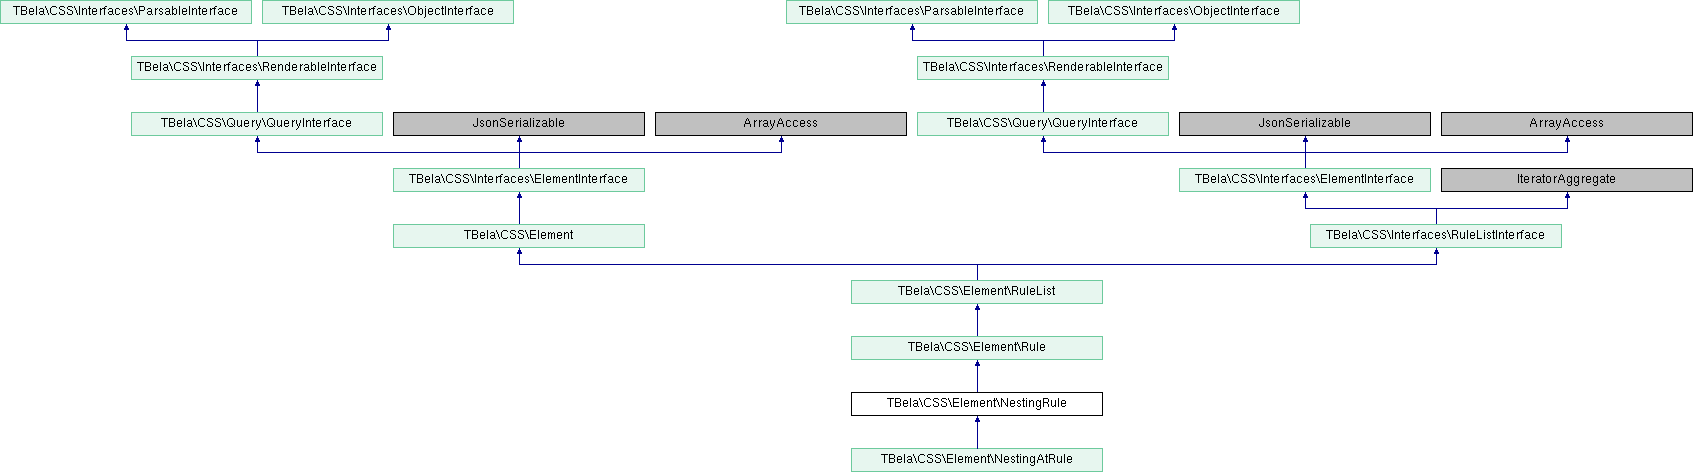 TBela\CSS\Interfaces\ParsableInterface
TBela\CSS\Interfaces\ObjectInterface
TBela\CSS\Interfaces\ParsableInterface
TBela\CSS\Interfaces\ObjectInterface
TBela\CSS\Interfaces\RenderableInterface
TBela\CSS\Interfaces\RenderableInterface
TBela\CSS\Query\QueryInterface
JsonSerializable
ArrayAccess
TBela\CSS\Query\QueryInterface
JsonSerializable
ArrayAccess
TBela\CSS\Interfaces\ElementInterface
TBela\CSS\Interfaces\ElementInterface
IteratorAggregate
TBela\CSS\Element
TBela\CSS\Interfaces\RuleListInterface
TBela\CSS\Element\RuleList
TBela\CSS\Element\Rule
TBela\CSS\Element\NestingRule
TBela\CSS\Element\NestingAtRule